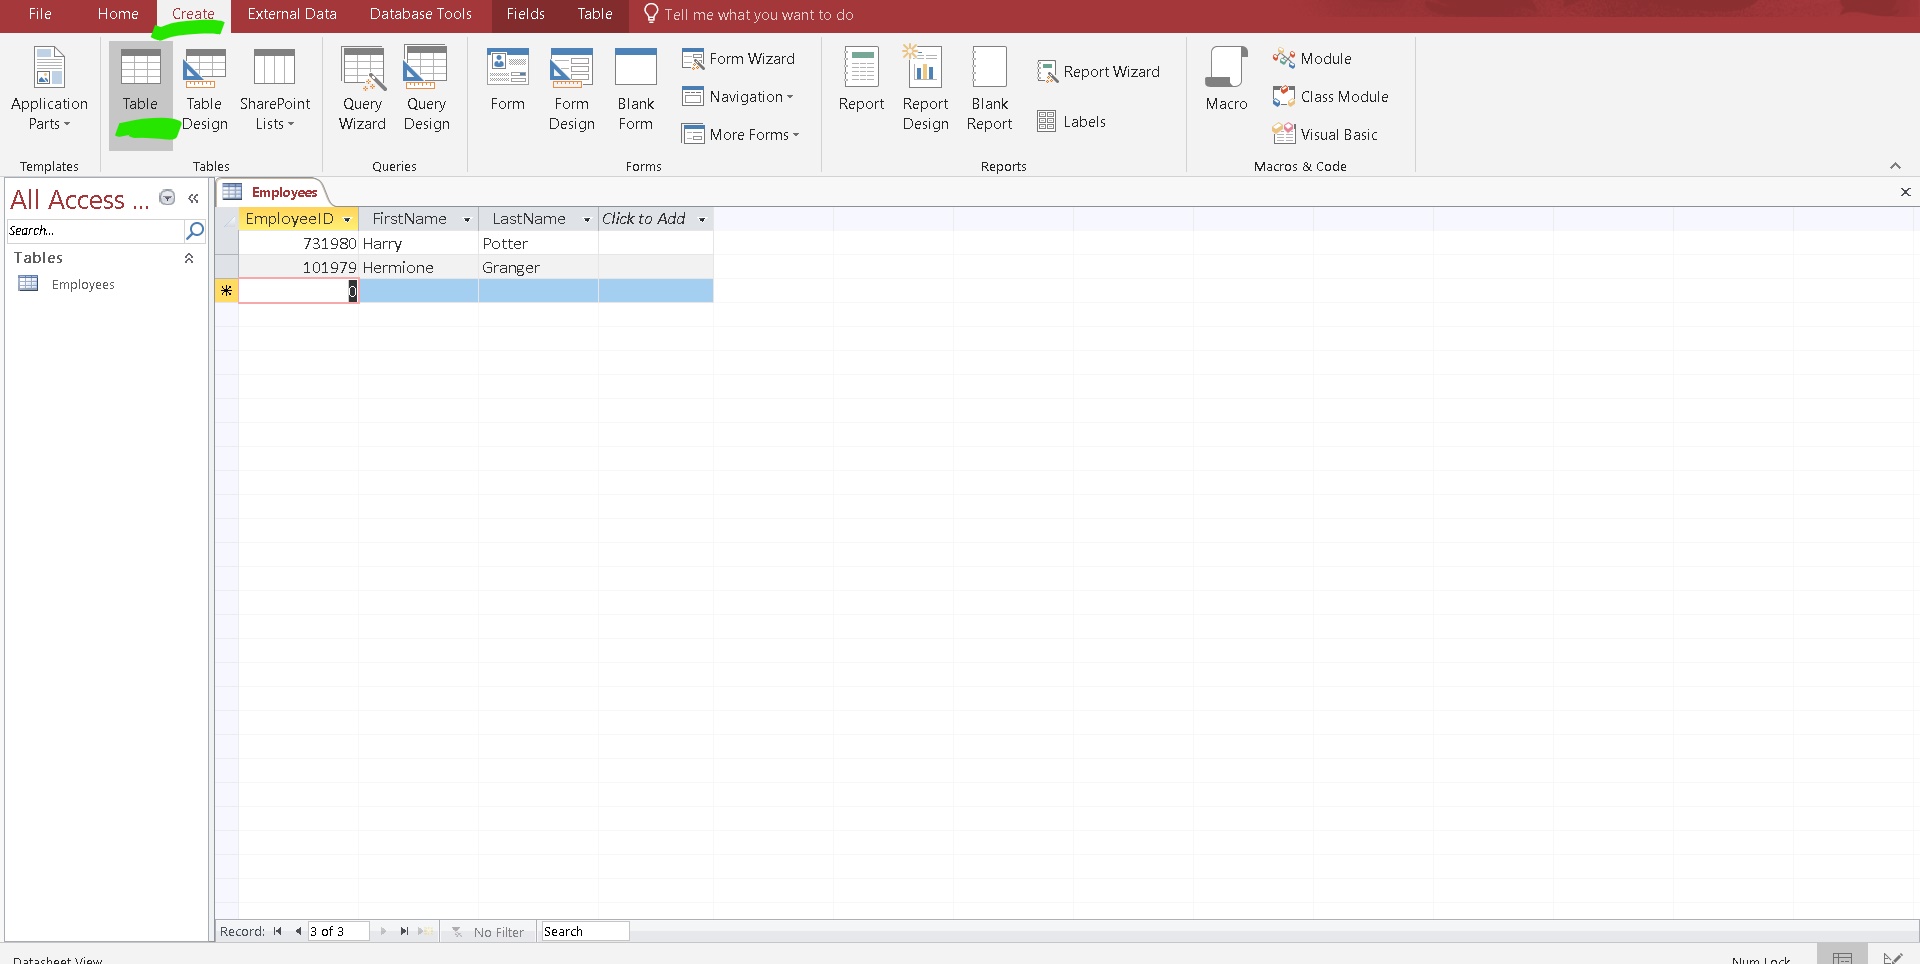 File Home Create External Data Database Tools Fields Table Tell me what you want to do
Application Parts
Table
Table Design
SharePoint Lists
Query Wizard
Query Design
Form
Form Design
Blank Form
Form Wizard
Navigation
More Forms
Report
Report Design
Blank Report
Report Wizard
Labels
Macro
Module
Class Module
Visual Basic
Templates Tables Queries Forms Reports Macros & Code
All Access ...
Search...
Tables
Employees
Employees
EmployeeID FirstName LastName Click to Add
731980 Harry Potter
101979 Hermione Granger
0
Record: 3 of 3 No Filter Search
Datasheet View Num Lock